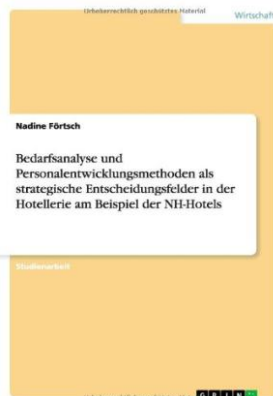 Urheberrechtlich geschütztes Material
Wirtschaft
Nadine Förtsch
Bedarfsanalyse und
Personalentwicklungsmethoden als
strategische Entscheidungsfelder in der
Hotellerie am Beispiel der NH-Hotels
Studienarbeit
GRIN